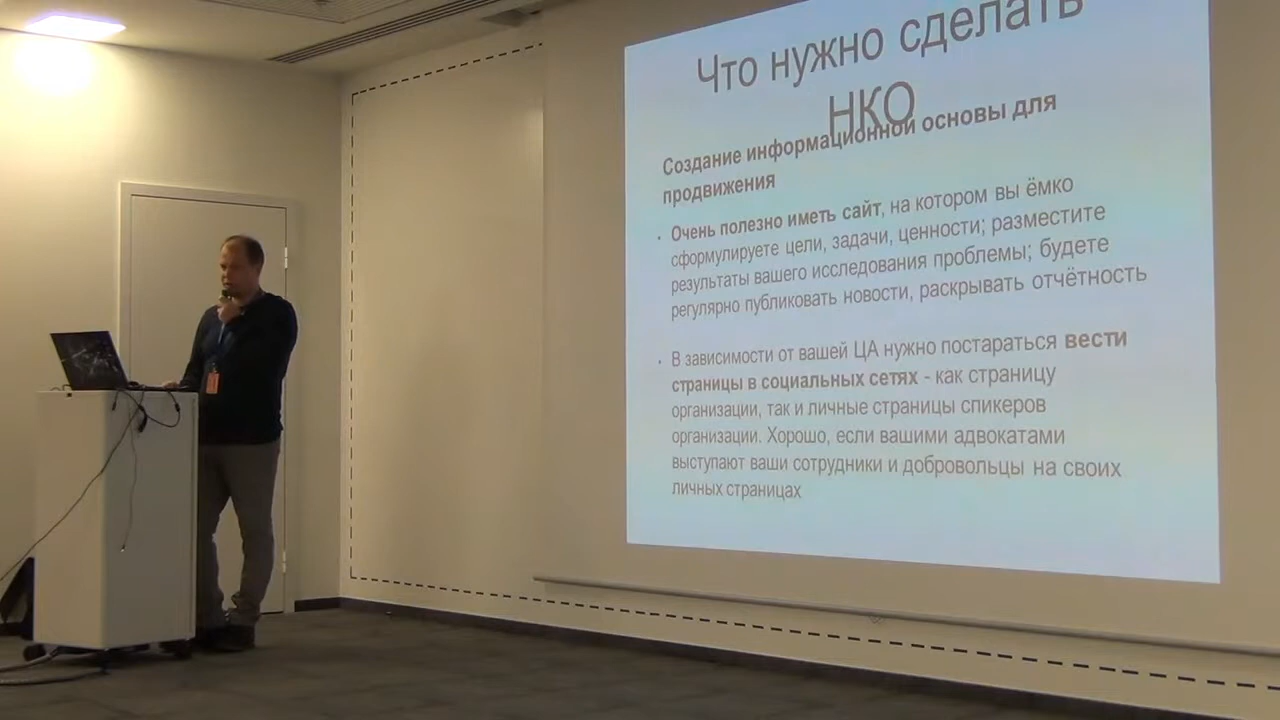 Что нужно сделать
НКО
Создание информационной основы для
продвижения
Очень полезно иметь сайт, на котором вы ёмко
сформулируете цели, задачи, ценности; разместите
результаты вашего исследования проблемы; будете
регулярно публиковать новости, раскрывать отчётность
В зависимости от вашей ЦА нужно постараться вести
страницы в социальных сетях - как страницу
организации, так и личные страницы спикеров
организации. Хорошо, если вашими адвокатами
выступают ваши сотрудники и добровольцы на своих
личных страницах